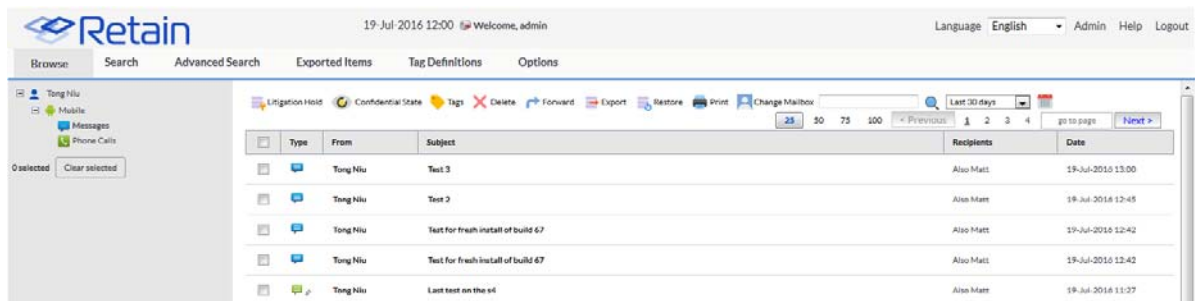 Retain
19-Jul-2016 12:00 Welcome, admin
Language English Admin Help Logout
Browse Search Advanced Search Exported Items Tag Definitions Options
Tong Niu
Mobile
Messages
Phone Calls
0 selected Clear selected
Litigation Hold Confidential State Tags Delete Forward Export Restore Print Change Mailbox Last 30 days
25 50 75 100 < Previous 1 2 3 4 go to page Next >
Type From Subject Recipients Date
Tong Niu Test 3 Also Matt 19-Jul-2016 13:00
Tong Niu Test 2 Also Matt 19-Jul-2016 12:45
Tong Niu Test for fresh install of build 67 Also Matt 19-Jul-2016 12:42
Tong Niu Test for fresh install of build 67 Also Matt 19-Jul-2016 12:42
Tong Niu Last test on the s4 Also Matt 19-Jul-2016 11:27